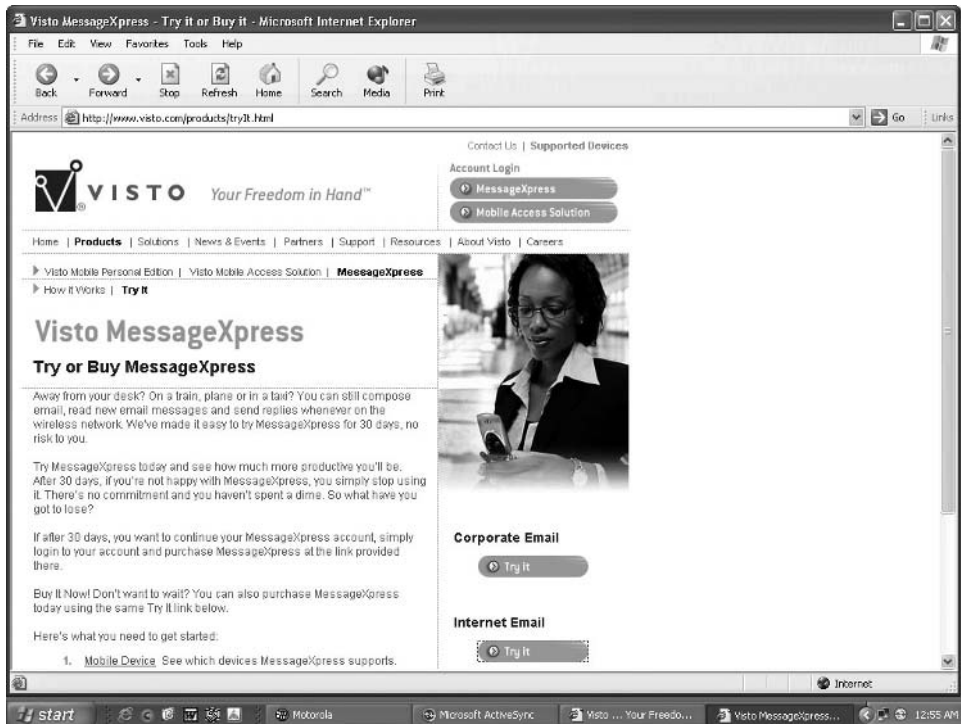 Visto MessageXpress - Try it or Buy it - Microsoft Internet Explorer
File Edit View Favorites Tools Help
Back Forward Stop Refresh Home Search Media Print
Address http://www.visto.com/products/tryIt.html Go Links
Contact Us | Supported Devices
Account Login
MessageXpress
Mobile Access Solution
VISTO Your Freedom in Hand™
Home | Products | Solutions | News & Events | Partners | Support | Resources | About Visto | Careers
Visto Mobile Personal Edition | Visto Mobile Access Solution | MessageXpress
How it Works | Try It
Visto MessageXpress
Try or Buy MessageXpress
Away from your desk? On a train, plane or in a taxi? You can still compose
email, read new email messages and send replies whenever on the
wireless network. We've made it easy to try MessageXpress for 30 days, no
risk to you.
Try MessageXpress today and see how much more productive you'll be.
After 30 days, if you're not happy with MessageXpress, you simply stop using
it. There's no commitment and you haven't spent a dime. So what have you
got to lose?
If after 30 days, you want to continue your MessageXpress account, simply
login to your account and purchase MessageXpress at the link provided
there.
Buy It Now! Don't want to wait? You can also purchase MessageXpress
today using the same Try It link below.
Here's what you need to get started:
1. Mobile Device See which devices MessageXpress supports.
Corporate Email
Try It
Internet Email
Try It
Internet
start Motorola Microsoft ActiveSync Visto ... Your Freedo... Visto MessageXpress... 12:55 AM